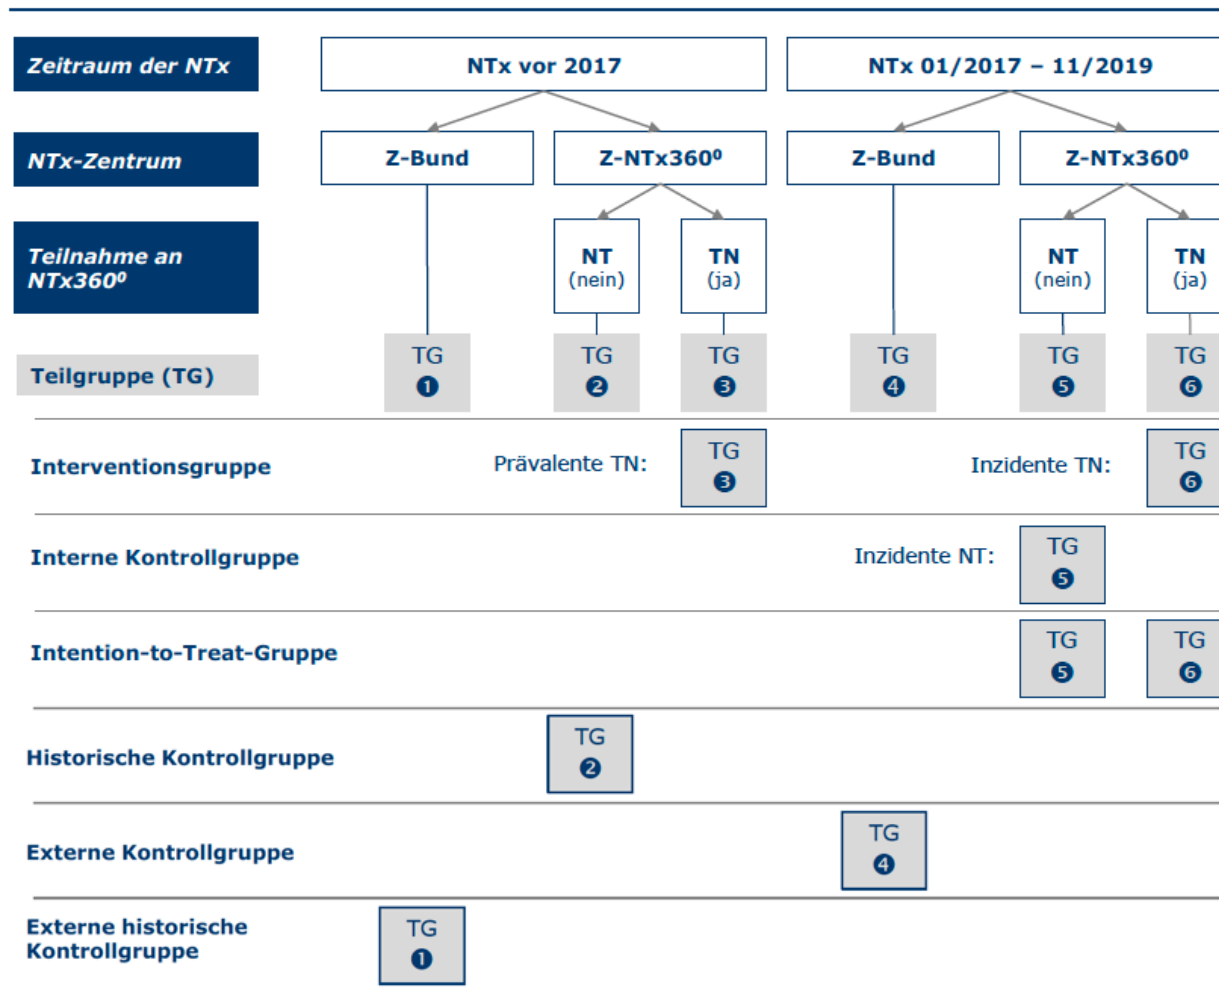 Zeitraum der NTx
NTx vor 2017
NTx 01/2017 – 11/2019
NTx-Zentrum
Z-Bund
Z-NTx360⁰
Z-Bund
Z-NTx360⁰
Teilnahme an
NTx360⁰
NT
(nein)
TN
(ja)
NT
(nein)
TN
(ja)
Teilgruppe (TG)
TG
❶
TG
❷
TG
❸
TG
❹
TG
❺
TG
❻
Interventionsgruppe
Prävalente TN:
TG
❸
Inzidente TN:
TG
❻
Interne Kontrollgruppe
Inzidente NT:
TG
❺
Intention-to-Treat-Gruppe
TG
❺
TG
❻
Historische Kontrollgruppe
TG
❷
Externe Kontrollgruppe
TG
❹
Externe historische
Kontrollgruppe
TG
❶